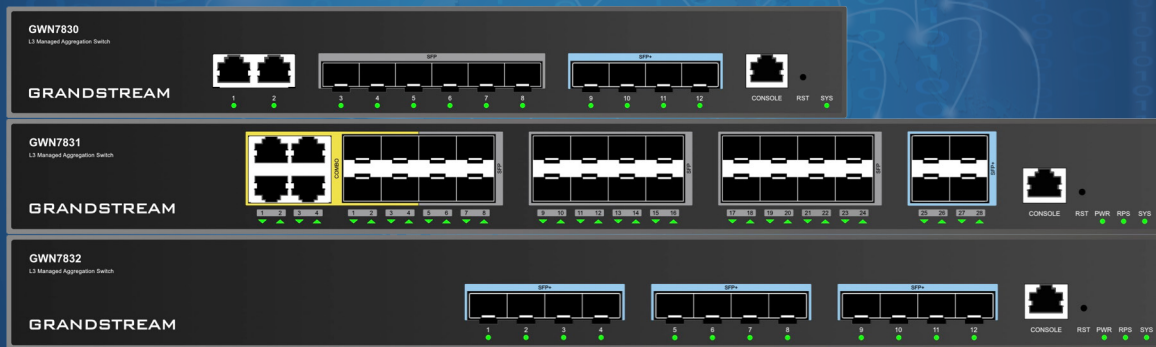 GWN7830
L3 Managed Aggregation Switch
SFP SFP+
GRANDSTREAM
1 2 3 4 5 6 7 8 9 10 11 12 CONSOLE RST SYS
GWN7831
L3 Managed Aggregation Switch
COMBO SFP SFP SFP SFP+
GRANDSTREAM
1 2 3 4 1 2 3 4 5 6 7 8 9 10 11 12 13 14 15 16 17 18 19 20 21 22 23 24 25 26 27 28 CONSOLE RST PWR RPS SYS
GWN7832
L3 Managed Aggregation Switch
SFP+ SFP+ SFP+
GRANDSTREAM
1 2 3 4 5 6 7 8 9 10 11 12 CONSOLE RST PWR RPS SYS